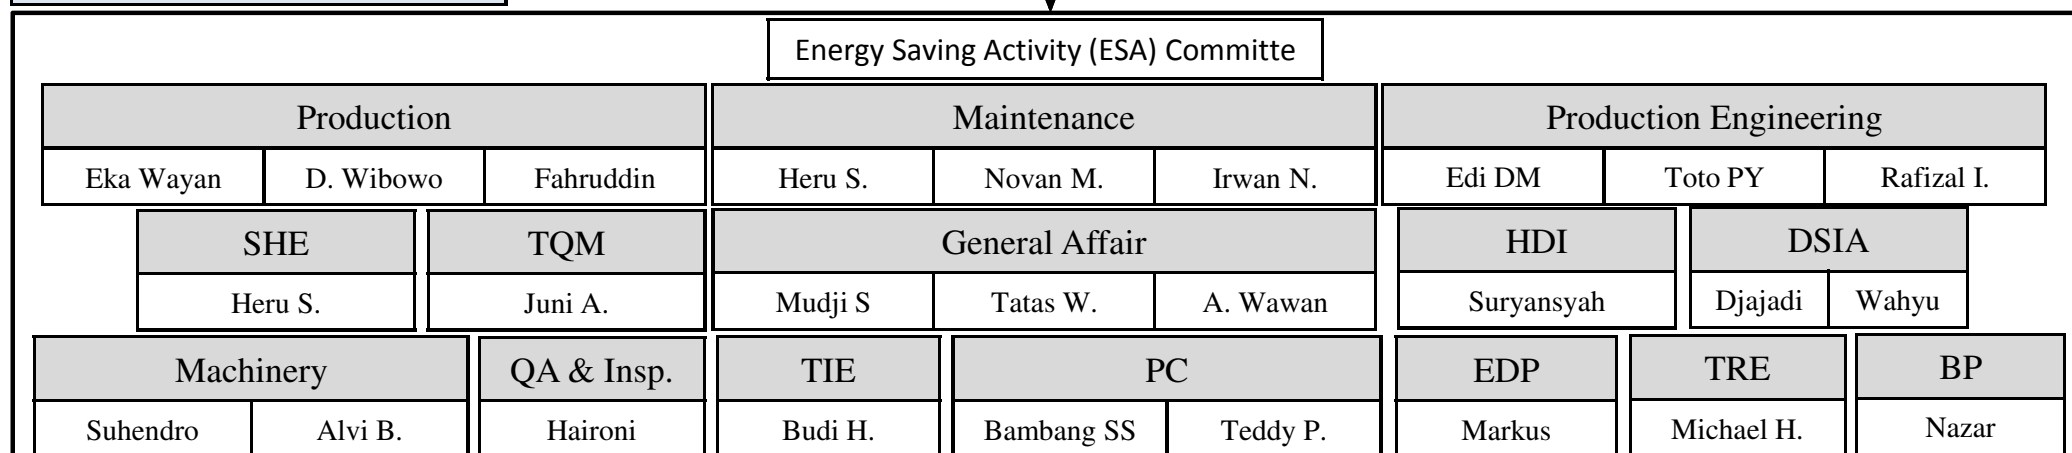 Energy Saving Activity (ESA) Committe
Production Maintenance Production Engineering
Eka Wayan D. Wibowo Fahruddin Heru S. Novan M. Irwan N. Edi DM Toto PY Rafizal I.
SHE TQM General Affair HDI DSIA
Heru S. Juni A. Mudji S Tatas W. A. Wawan Suryansyah Djajadi Wahyu
Machinery QA & Insp. TIE PC EDP TRE BP
Suhendro Alvi B. Haironi Budi H. Bambang SS Teddy P. Markus Michael H. Nazar